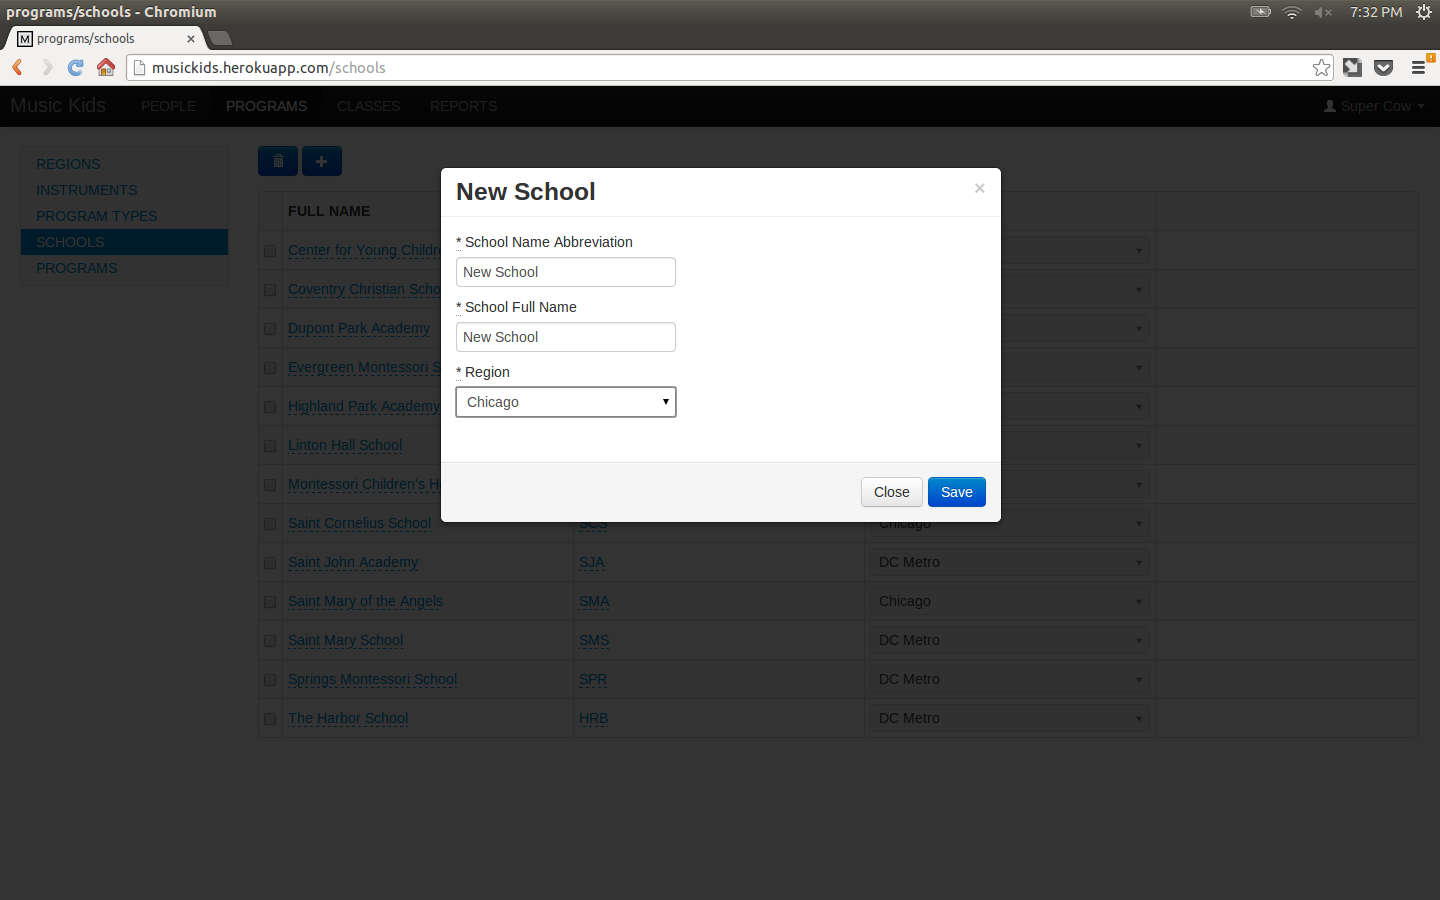 programs/schools - Chromium
7:32 PM
M programs/schools
musickids.herokuapp.com/schools
Music Kids PEOPLE PROGRAMS CLASSES REPORTS Super Cow
REGIONS
INSTRUMENTS
PROGRAM TYPES
SCHOOLS
PROGRAMS
New School
* School Name Abbreviation
New School
* School Full Name
New School
* Region
Chicago
Close Save
FULL NAME
Center for Young Childre
Coventry Christian Scho
Dupont Park Academy
Evergreen Montessori S
Highland Park Academy
Linton Hall School
Montessori Children's H
Saint Cornelius School SCS Chicago
Saint John Academy SJA DC Metro
Saint Mary of the Angels SMA Chicago
Saint Mary School SMS DC Metro
Springs Montessori School SPR DC Metro
The Harbor School HRB DC Metro